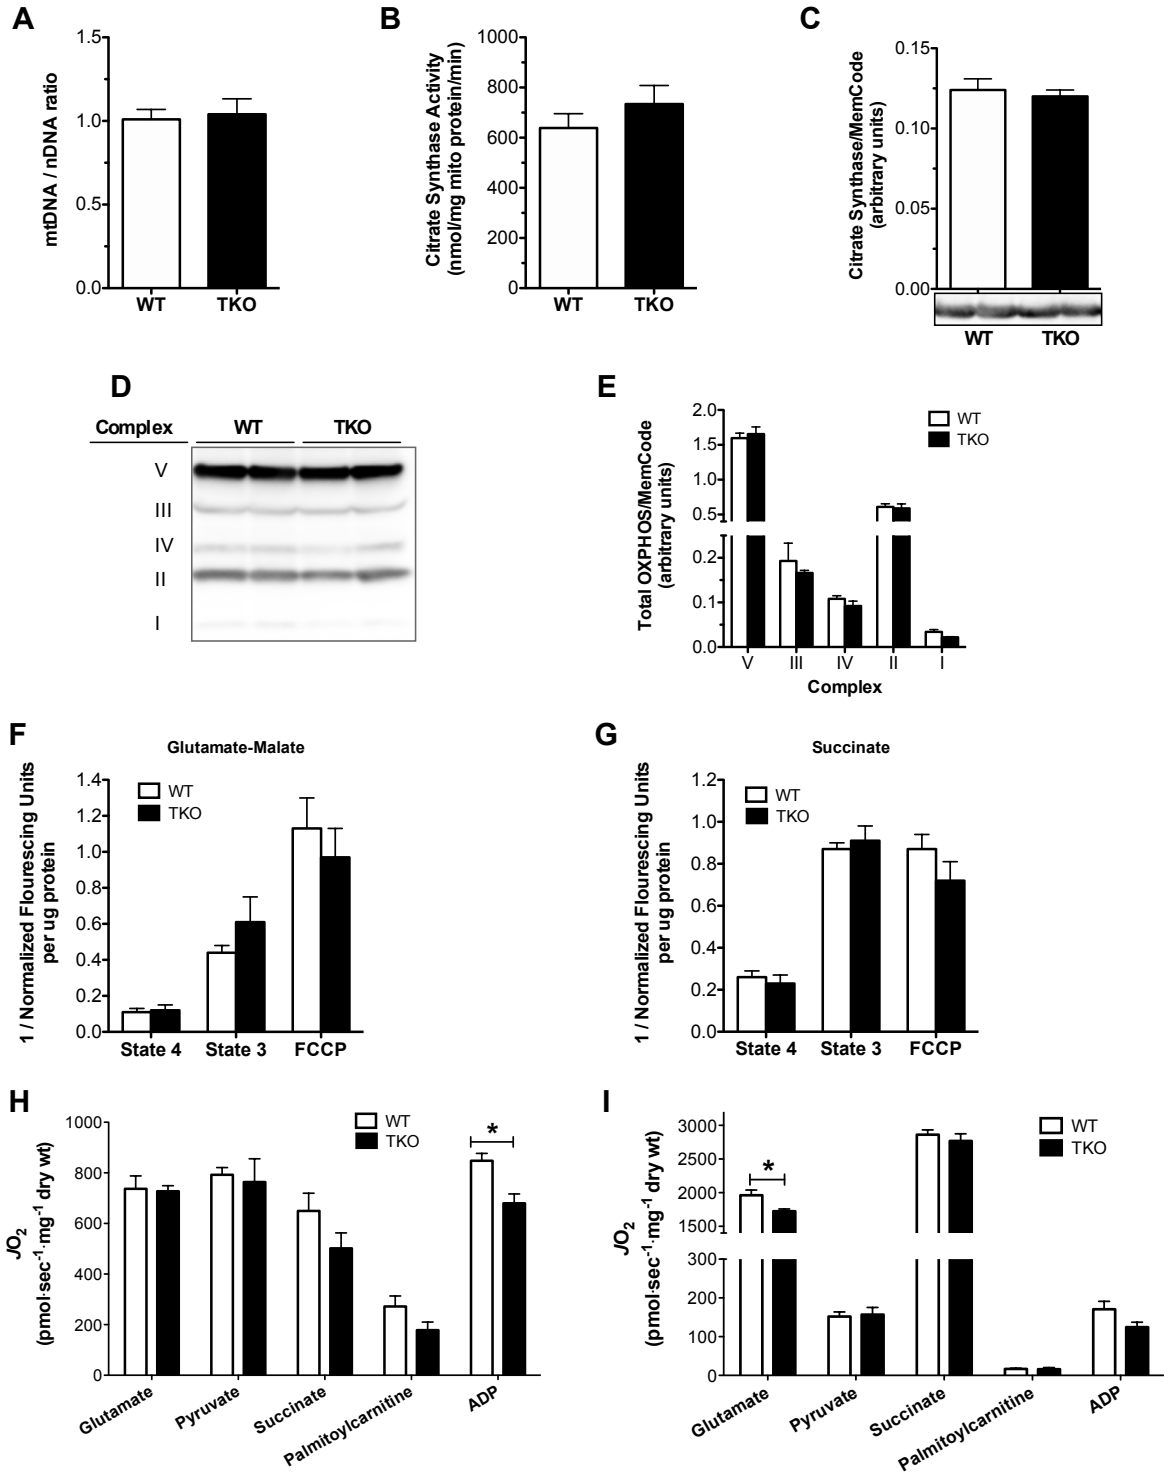 A
mtDNA / nDNA ratio
1.5
1.0
0.5
0.0
WT
TKO
B
Citrate Synthase Activity
(nmol/mg mito protein/min)
1000
800
600
400
200
0
WT
TKO
C
Citrate Synthase/MemCode
(arbitrary units)
0.15
0.10
0.05
0.00
WT
TKO
D
Complex
WT
TKO
V
III
IV
II
I
E
Total OXPHOS/MemCode
(arbitrary units)
2.0
1.5
1.0
0.5
0.2
0.1
0.0
WT
TKO
V
III
IV
II
I
Complex
F
Glutamate-Malate
1 / Normalized Flourescing Units
per ug protein
1.4
1.2
1.0
0.8
0.6
0.4
0.2
0.0
WT
TKO
State 4
State 3
FCCP
G
Succinate
1 / Normalized Flourescing Units
per ug protein
1.2
1.0
0.8
0.6
0.4
0.2
0.0
WT
TKO
State 4
State 3
FCCP
H
JO2
(pmol·sec-1·mg-1 dry wt)
1000
800
600
400
200
0
WT
TKO
*
Glutamate
Pyruvate
Succinate
Palmitoylcarnitine
ADP
I
JO2
(pmol·sec-1·mg-1 dry wt)
3000
2500
2000
1500
300
200
100
0
WT
TKO
*
Glutamate
Pyruvate
Succinate
Palmitoylcarnitine
ADP